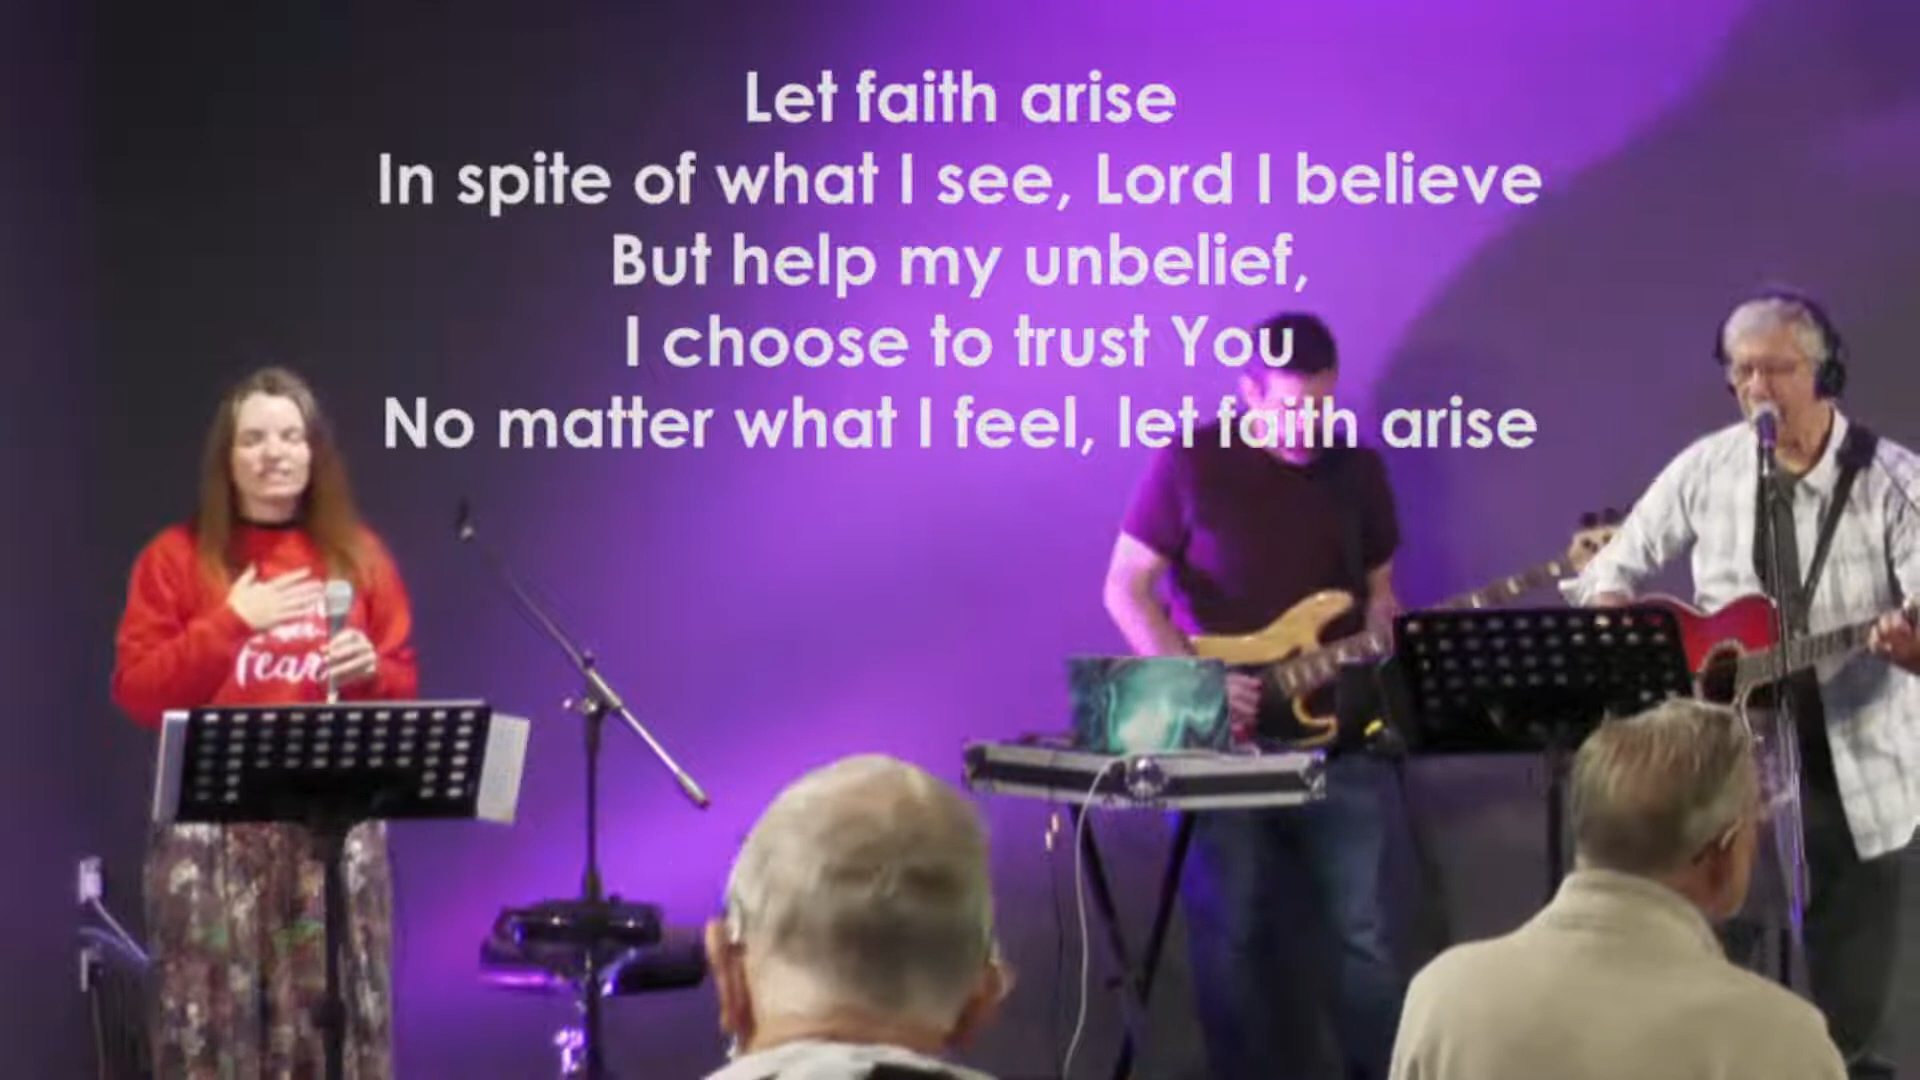 Let faith arise
In spite of what I see, Lord I believe
But help my unbelief,
I choose to trust You
No matter what I feel, let faith arise
fear